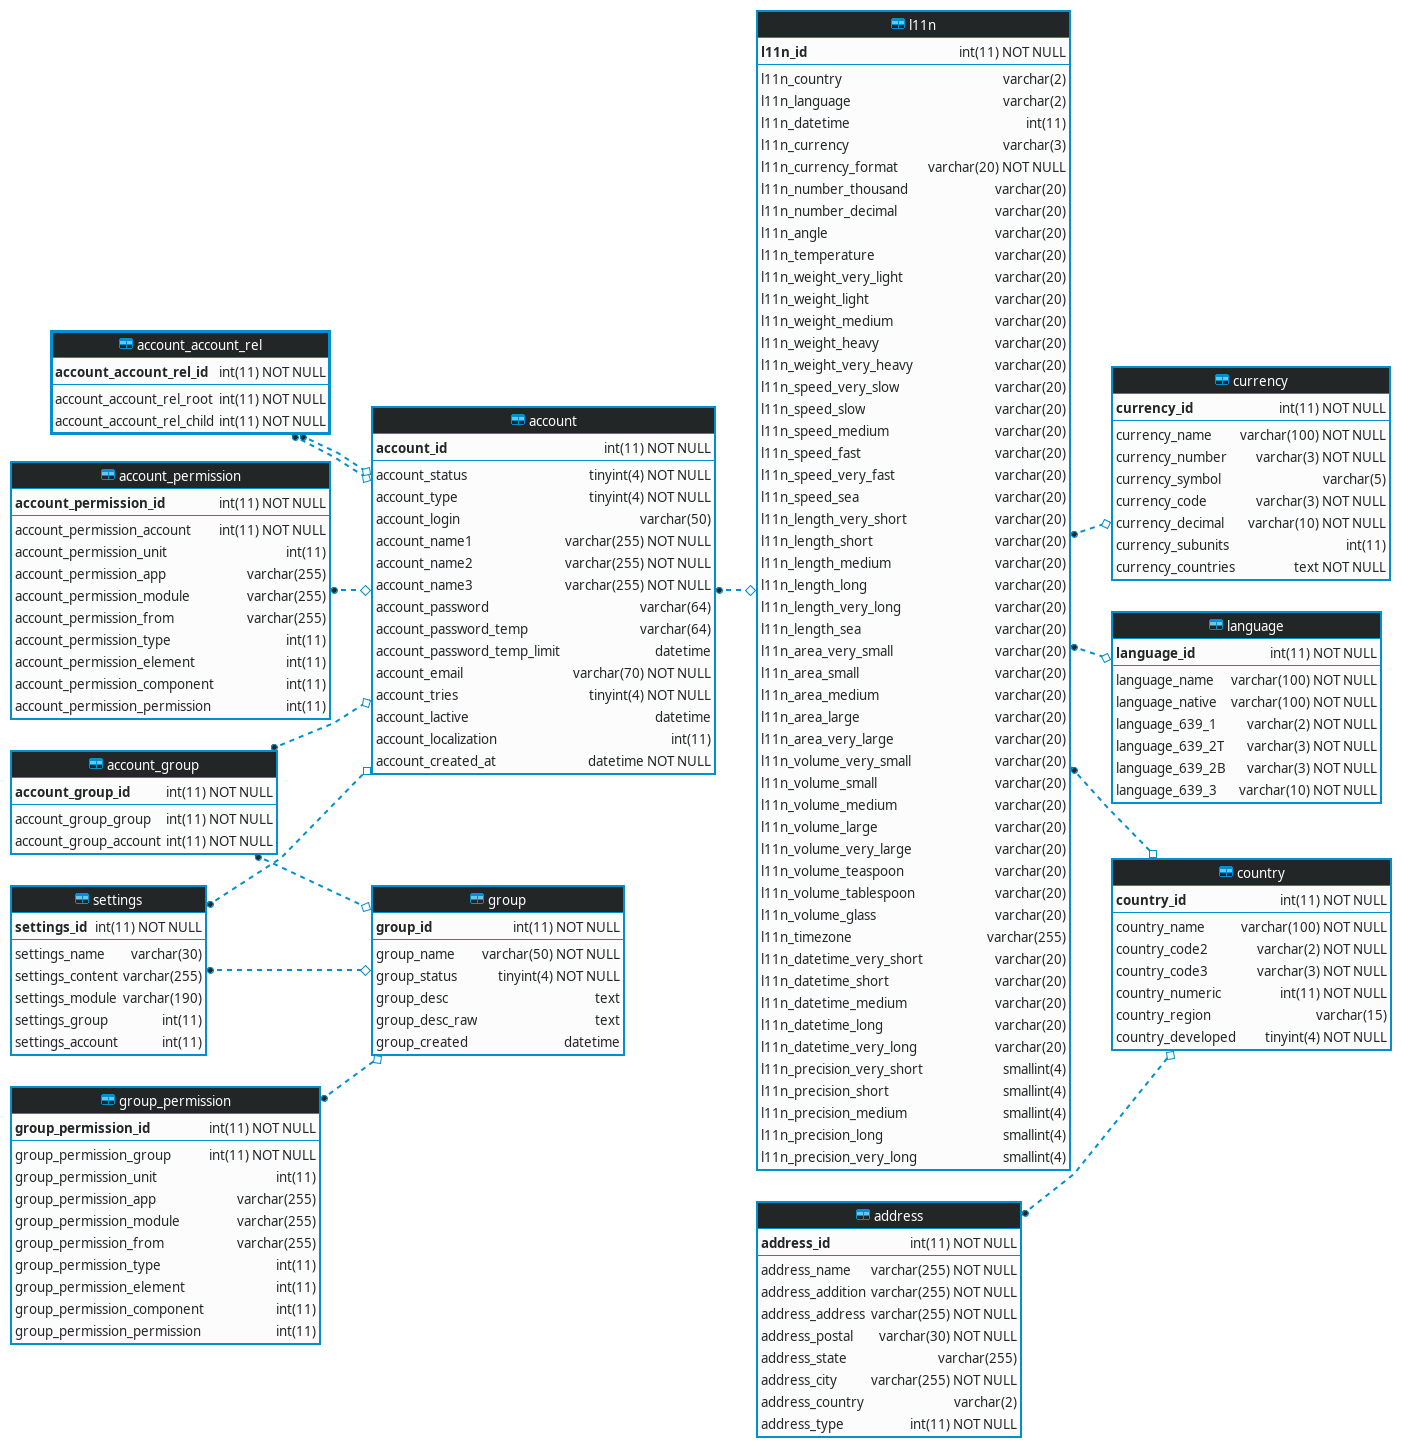 l11n
l11n_id int(11) NOT NULL
l11n_country varchar(2)
l11n_language varchar(2)
l11n_datetime int(11)
l11n_currency varchar(3)
l11n_currency_format varchar(20) NOT NULL
l11n_number_thousand varchar(20)
l11n_number_decimal varchar(20)
l11n_angle varchar(20)
l11n_temperature varchar(20)
l11n_weight_very_light varchar(20)
l11n_weight_light varchar(20)
l11n_weight_medium varchar(20)
l11n_weight_heavy varchar(20)
l11n_weight_very_heavy varchar(20)
l11n_speed_very_slow varchar(20)
l11n_speed_slow varchar(20)
l11n_speed_medium varchar(20)
l11n_speed_fast varchar(20)
l11n_speed_very_fast varchar(20)
l11n_speed_sea varchar(20)
l11n_length_very_short varchar(20)
l11n_length_short varchar(20)
l11n_length_medium varchar(20)
l11n_length_long varchar(20)
l11n_length_very_long varchar(20)
l11n_length_sea varchar(20)
l11n_area_very_small varchar(20)
l11n_area_small varchar(20)
l11n_area_medium varchar(20)
l11n_area_large varchar(20)
l11n_area_very_large varchar(20)
l11n_volume_very_small varchar(20)
l11n_volume_small varchar(20)
l11n_volume_medium varchar(20)
l11n_volume_large varchar(20)
l11n_volume_very_large varchar(20)
l11n_volume_teaspoon varchar(20)
l11n_volume_tablespoon varchar(20)
l11n_volume_glass varchar(20)
l11n_timezone varchar(255)
l11n_datetime_very_short varchar(20)
l11n_datetime_short varchar(20)
l11n_datetime_medium varchar(20)
l11n_datetime_long varchar(20)
l11n_datetime_very_long varchar(20)
l11n_precision_very_short smallint(4)
l11n_precision_short smallint(4)
l11n_precision_medium smallint(4)
l11n_precision_long smallint(4)
l11n_precision_very_long smallint(4)
account_account_rel
account_account_rel_id int(11) NOT NULL
account_account_rel_root int(11) NOT NULL
account_account_rel_child int(11) NOT NULL
account_permission
account_permission_id int(11) NOT NULL
account_permission_account int(11) NOT NULL
account_permission_unit int(11)
account_permission_app varchar(255)
account_permission_module varchar(255)
account_permission_from varchar(255)
account_permission_type int(11)
account_permission_element int(11)
account_permission_component int(11)
account_permission_permission int(11)
account
account_id int(11) NOT NULL
account_status tinyint(4) NOT NULL
account_type tinyint(4) NOT NULL
account_login varchar(50)
account_name1 varchar(255) NOT NULL
account_name2 varchar(255) NOT NULL
account_name3 varchar(255) NOT NULL
account_password varchar(64)
account_password_temp varchar(64)
account_password_temp_limit datetime
account_email varchar(70) NOT NULL
account_tries tinyint(4) NOT NULL
account_lactive datetime
account_localization int(11)
account_created_at datetime NOT NULL
account_group
account_group_id int(11) NOT NULL
account_group_group int(11) NOT NULL
account_group_account int(11) NOT NULL
settings
settings_id int(11) NOT NULL
settings_name varchar(30)
settings_content varchar(255)
settings_module varchar(190)
settings_group int(11)
settings_account int(11)
group
group_id int(11) NOT NULL
group_name varchar(50) NOT NULL
group_status tinyint(4) NOT NULL
group_desc text
group_desc_raw text
group_created datetime
group_permission
group_permission_id int(11) NOT NULL
group_permission_group int(11) NOT NULL
group_permission_unit int(11)
group_permission_app varchar(255)
group_permission_module varchar(255)
group_permission_from varchar(255)
group_permission_type int(11)
group_permission_element int(11)
group_permission_component int(11)
group_permission_permission int(11)
currency
currency_id int(11) NOT NULL
currency_name varchar(100) NOT NULL
currency_number varchar(3) NOT NULL
currency_symbol varchar(5)
currency_code varchar(3) NOT NULL
currency_decimal varchar(10) NOT NULL
currency_subunits int(11)
currency_countries text NOT NULL
language
language_id int(11) NOT NULL
language_name varchar(100) NOT NULL
language_native varchar(100) NOT NULL
language_639_1 varchar(2) NOT NULL
language_639_2T varchar(3) NOT NULL
language_639_2B varchar(3) NOT NULL
language_639_3 varchar(10) NOT NULL
country
country_id int(11) NOT NULL
country_name varchar(100) NOT NULL
country_code2 varchar(2) NOT NULL
country_code3 varchar(3) NOT NULL
country_numeric int(11) NOT NULL
country_region varchar(15)
country_developed tinyint(4) NOT NULL
address
address_id int(11) NOT NULL
address_name varchar(255) NOT NULL
address_addition varchar(255) NOT NULL
address_address varchar(255) NOT NULL
address_postal varchar(30) NOT NULL
address_state varchar(255)
address_city varchar(255) NOT NULL
address_country varchar(2)
address_type int(11) NOT NULL